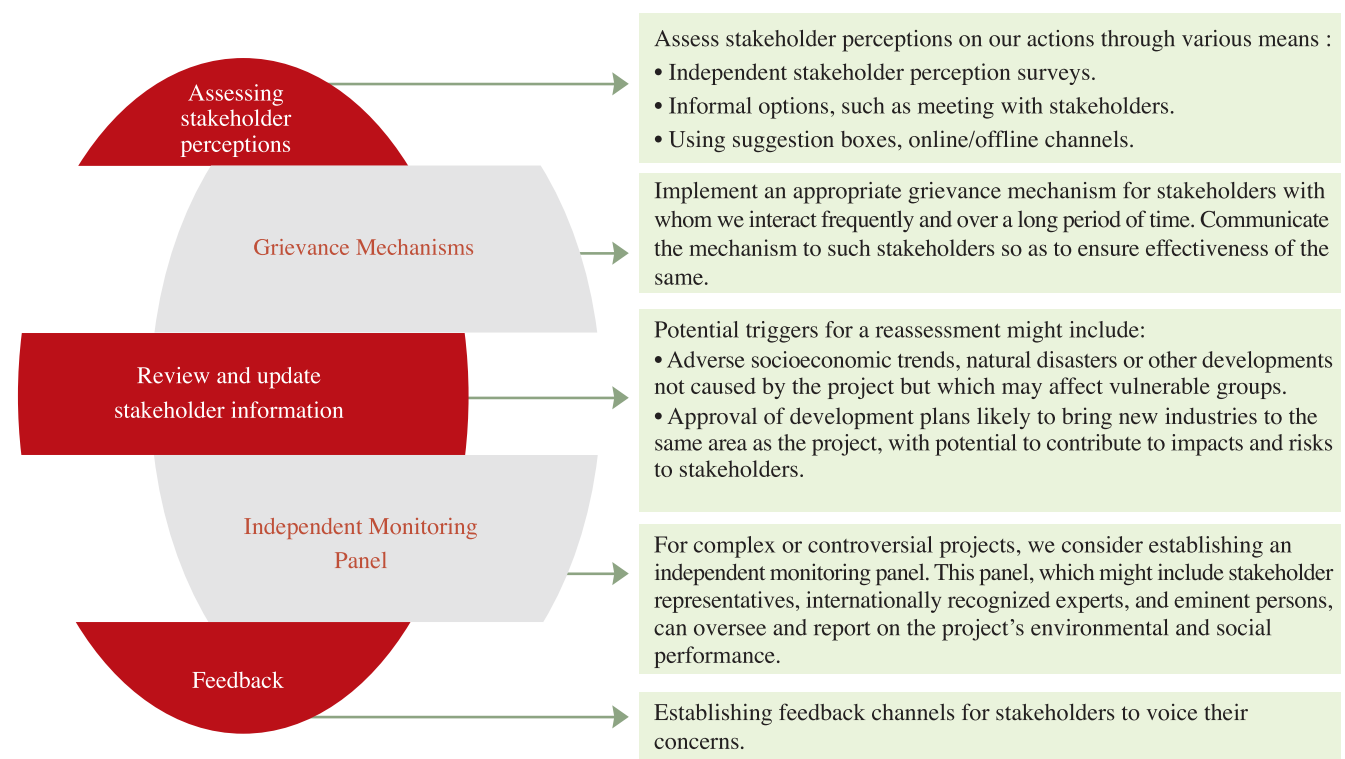 Assessing
stakeholder
perceptions
Assess stakeholder perceptions on our actions through various means :
• Independent stakeholder perception surveys.
• Informal options, such as meeting with stakeholders.
• Using suggestion boxes, online/offline channels.
Grievance Mechanisms
Implement an appropriate grievance mechanism for stakeholders with
whom we interact frequently and over a long period of time. Communicate
the mechanism to such stakeholders so as to ensure effectiveness of the
same.
Review and update
stakeholder information
Potential triggers for a reassessment might include:
• Adverse socioeconomic trends, natural disasters or other developments
not caused by the project but which may affect vulnerable groups.
• Approval of development plans likely to bring new industries to the
same area as the project, with potential to contribute to impacts and risks
to stakeholders.
Independent Monitoring
Panel
For complex or controversial projects, we consider establishing an
independent monitoring panel. This panel, which might include stakeholder
representatives, internationally recognized experts, and eminent persons,
can oversee and report on the project’s environmental and social
performance.
Feedback
Establishing feedback channels for stakeholders to voice their
concerns.